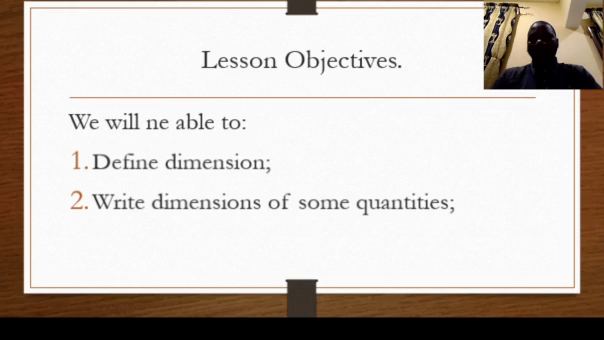 Lesson Objectives.
We will ne able to:
1. Define dimension;
2. Write dimensions of some quantities;